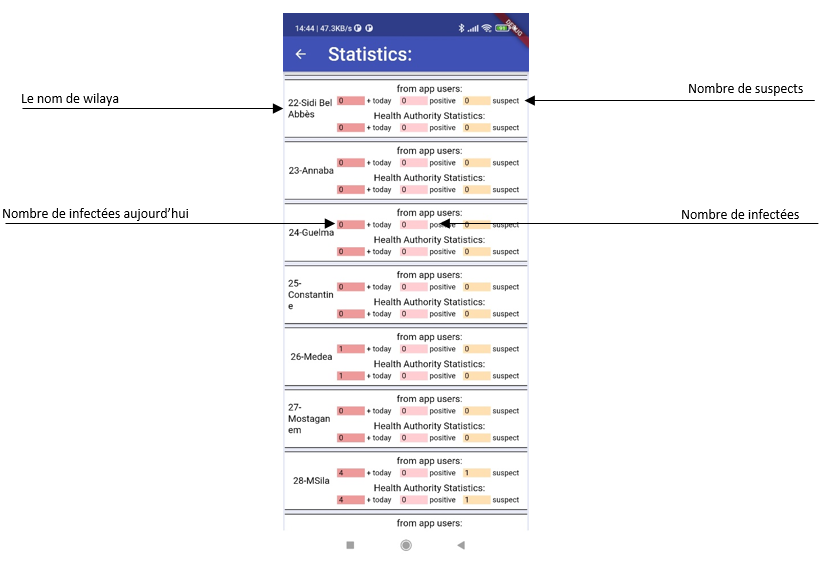 14:44 | 47.3KB/s
DEBUG
Statistics:
Le nom de wilaya
Nombre de suspects
from app users:
22-Sidi Bel
Abbès
0 + today 0 positive 0 suspect
Health Authority Statistics:
0 + today 0 positive 0 suspect
from app users:
23-Annaba
0 + today 0 positive 0 suspect
Health Authority Statistics:
0 + today 0 positive 0 suspect
Nombre de infectées aujourd’hui
Nombre de infectées
from app users:
24-Guelma
0 + today 0 positive 0 suspect
Health Authority Statistics:
0 + today 0 positive 0 suspect
from app users:
25-
Constantin
e
0 + today 0 positive 0 suspect
Health Authority Statistics:
0 + today 0 positive 0 suspect
from app users:
26-Medea
1 + today 0 positive 0 suspect
Health Authority Statistics:
1 + today 0 positive 0 suspect
from app users:
27-
Mostagan
em
0 + today 0 positive 0 suspect
Health Authority Statistics:
0 + today 0 positive 0 suspect
from app users:
28-MSila
4 + today 0 positive 1 suspect
Health Authority Statistics:
4 + today 0 positive 1 suspect
from app users: